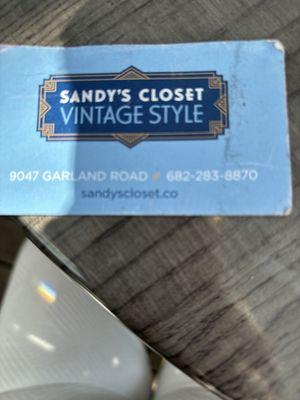 SANDY'S CLOSET
VINTAGE STYLE
9047 GARLAND ROAD 682-283-8870
sandyscloset.co